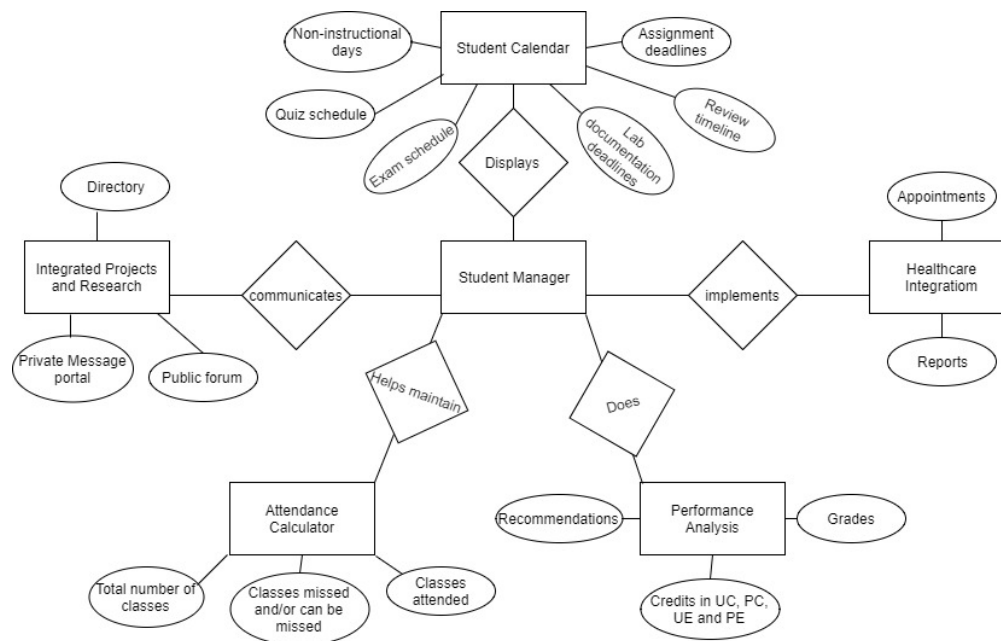 Non-instructional
days
Student Calendar
Assignment
deadlines
Quiz schedule
Exam schedule
Lab
documentation
deadlines
Review
timeline
Displays
Directory
Appointments
Integrated Projects
and Research
communicates
Student Manager
implements
Healthcare
Integratiom
Private Message
portal
Public forum
Reports
Helps maintain
Does
Attendance
Calculator
Recommendations
Performance
Analysis
Grades
Total number of
classes
Classes missed
and/or can be
missed
Classes
attended
Credits in UC, PC,
UE and PE